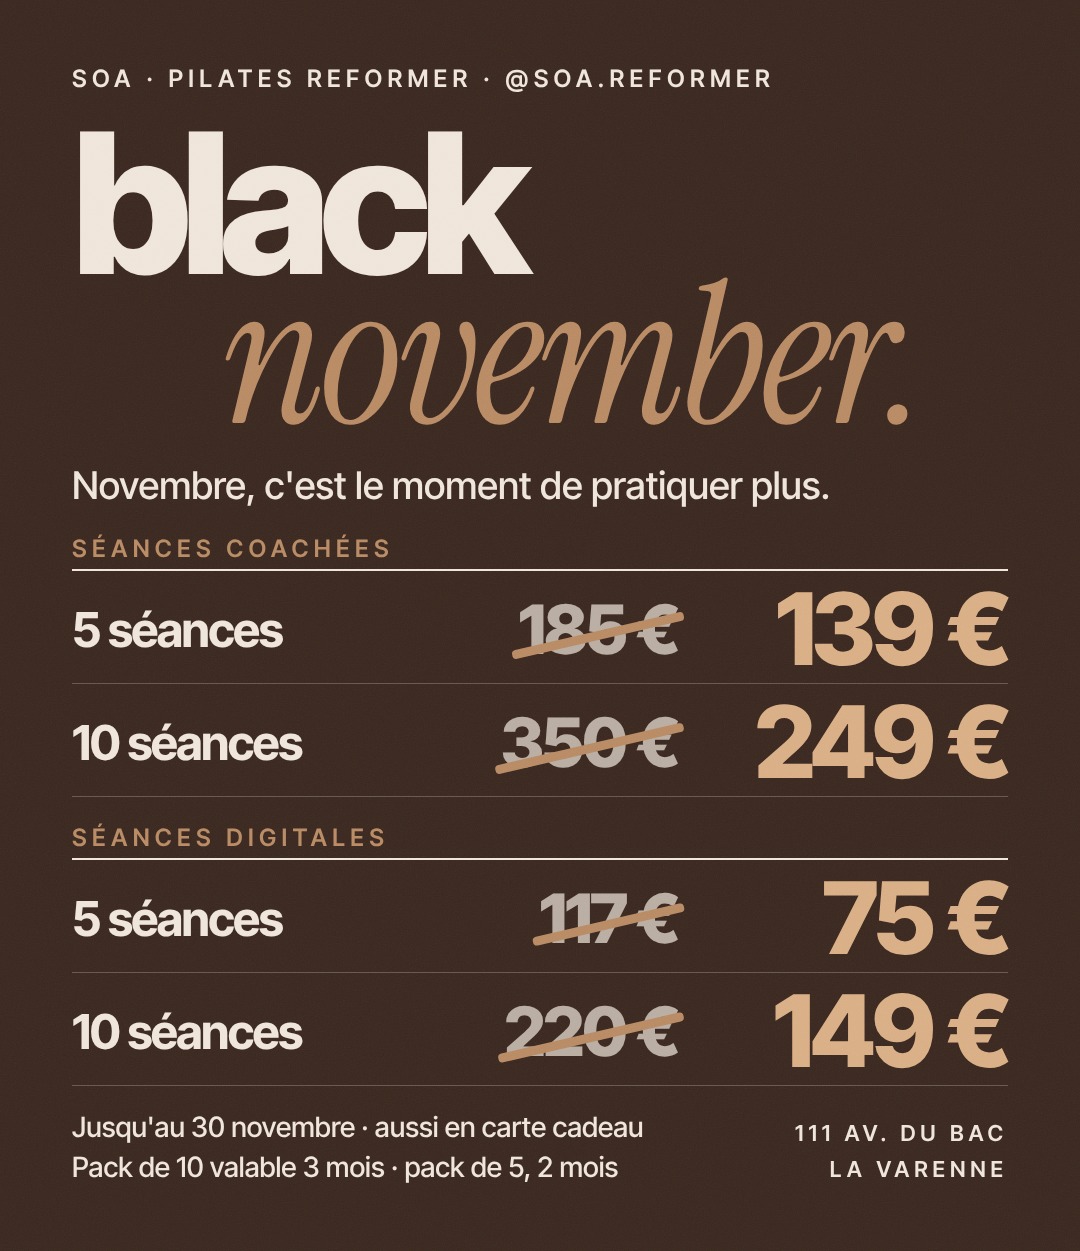 SOA · PILATES REFORMER · @SOA.REFORMER
black
november.
Novembre, c'est le moment de pratiquer plus.
SÉANCES COACHÉES
5 séances 185 € 139 €
10 séances 350 € 249 €
SÉANCES DIGITALES
5 séances 117 € 75 €
10 séances 220 € 149 €
Jusqu'au 30 novembre · aussi en carte cadeau
Pack de 10 valable 3 mois · pack de 5, 2 mois
111 AV. DU BAC
LA VARENNE